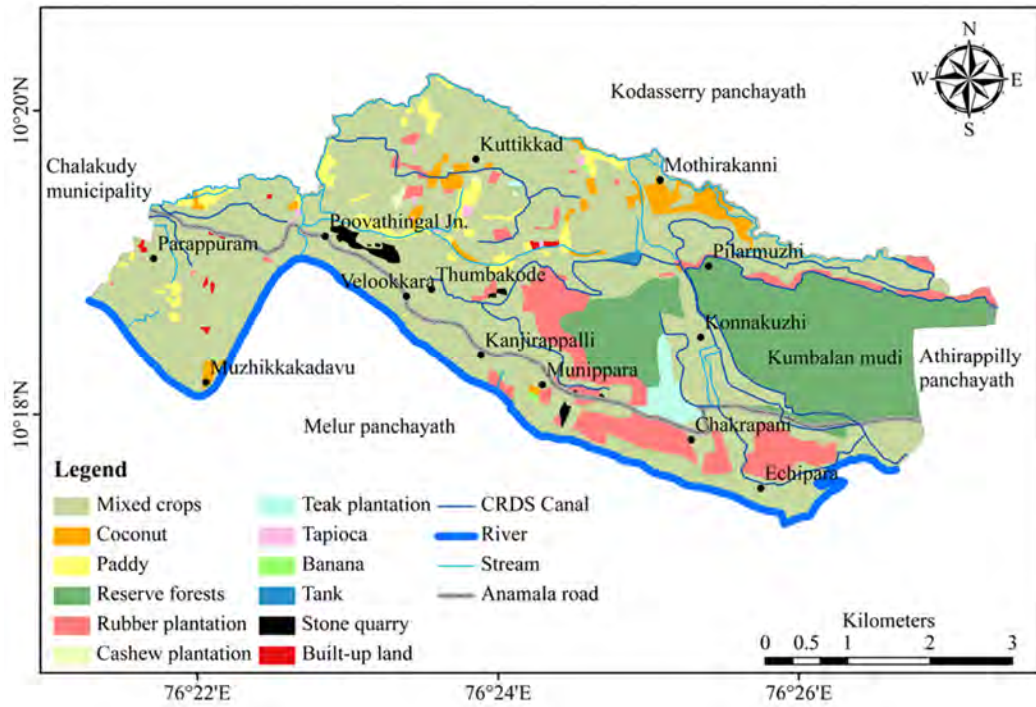 N
W
E
S
10°20'N
10°18'N
Kodasserry panchayath
Kuttikkad
Mothirakanni
Chalakudy
municipality
Poovathingal Jn.
Parappuram
Pilarmuzhi
Thumbakode
Velookkara
Konnakuzhi
Kanjirappalli
Kumbalan mudi
Athirappilly
panchayath
Muzhikkakadavu
Munippara
Melur panchayath
Chakrapani
Echipara
Legend
Mixed crops
Coconut
Paddy
Reserve forests
Rubber plantation
Cashew plantation
Teak plantation
Tapioca
Banana
Tank
Stone quarry
Built-up land
CRDS Canal
River
Stream
Anamala road
Kilometers
0 0.5 1 2 3
76°22'E
76°24'E
76°26'E